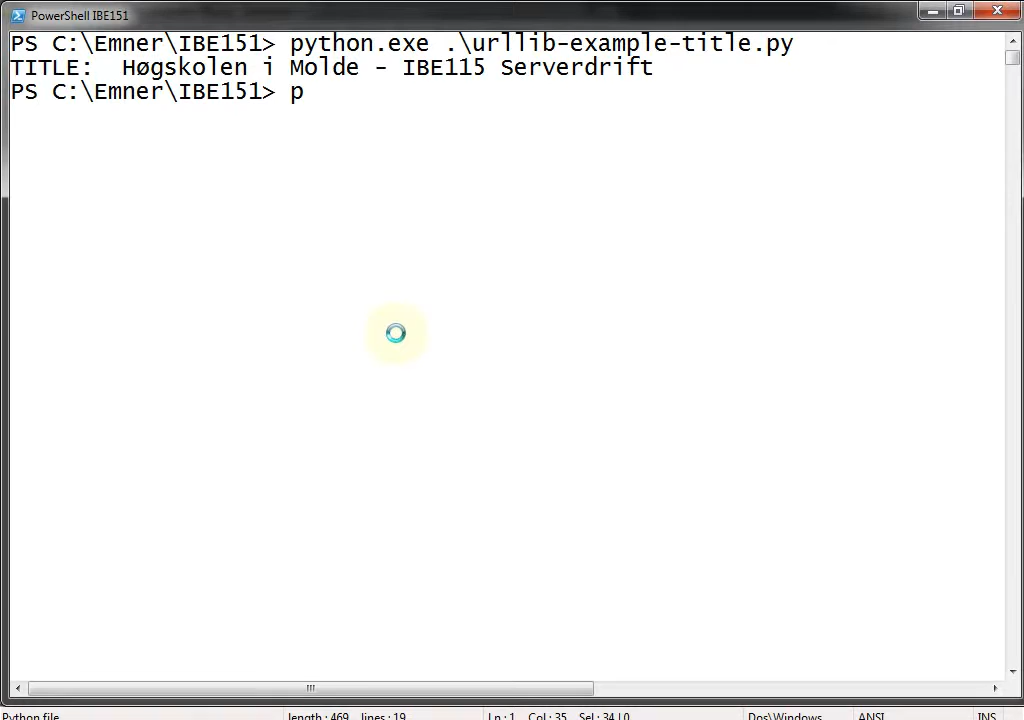 PowerShell IBE151
PS C:\Emner\IBE151> python.exe .\urllib-example-title.py
TITLE:  Høgskolen i Molde - IBE115 Serverdrift
PS C:\Emner\IBE151> p
Python file length : 469 lines : 19 Ln : 1 Col : 35 Sel : 34 | 0 Dos\Windows ANSI INS